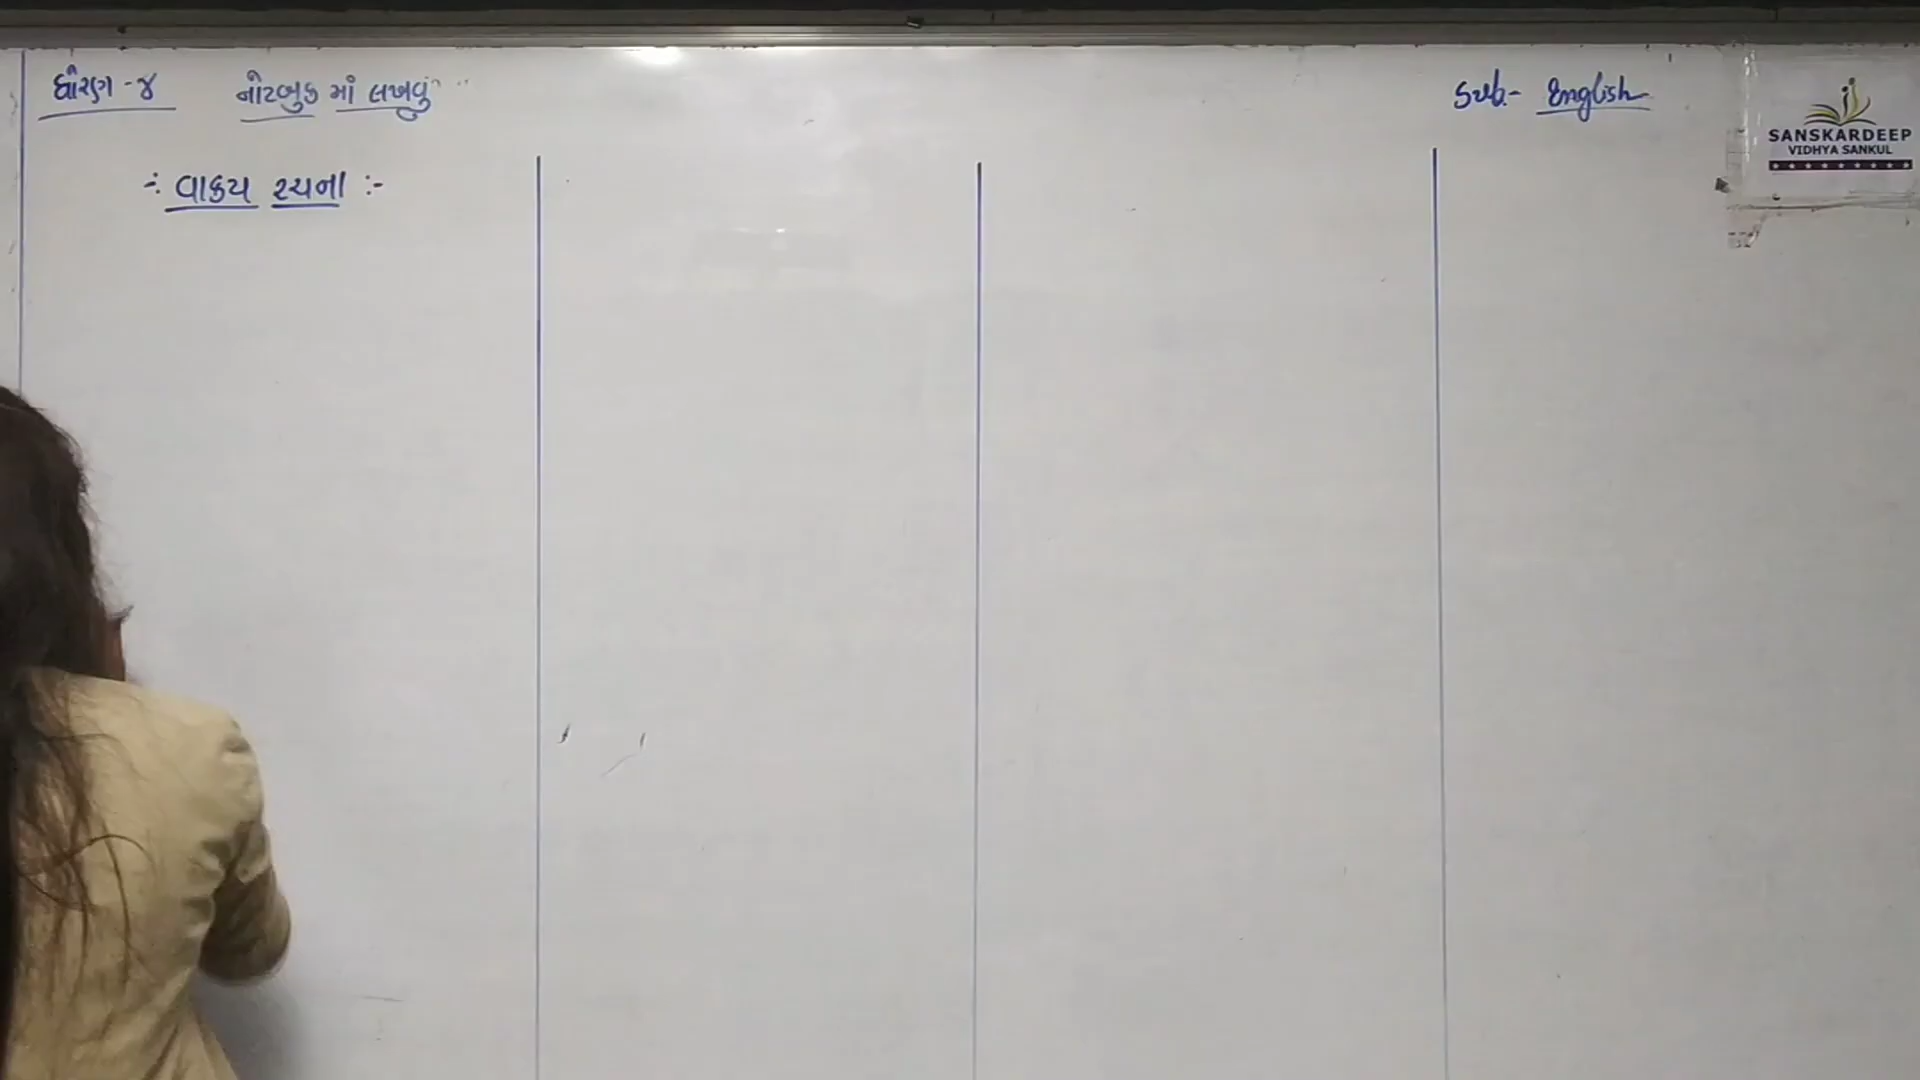 ધોરણ - ૪ નોટબુક માં લખવું Sub.- English
SANSKARDEEP
VIDHYA SANKUL
-: વાક્ય રચના :-